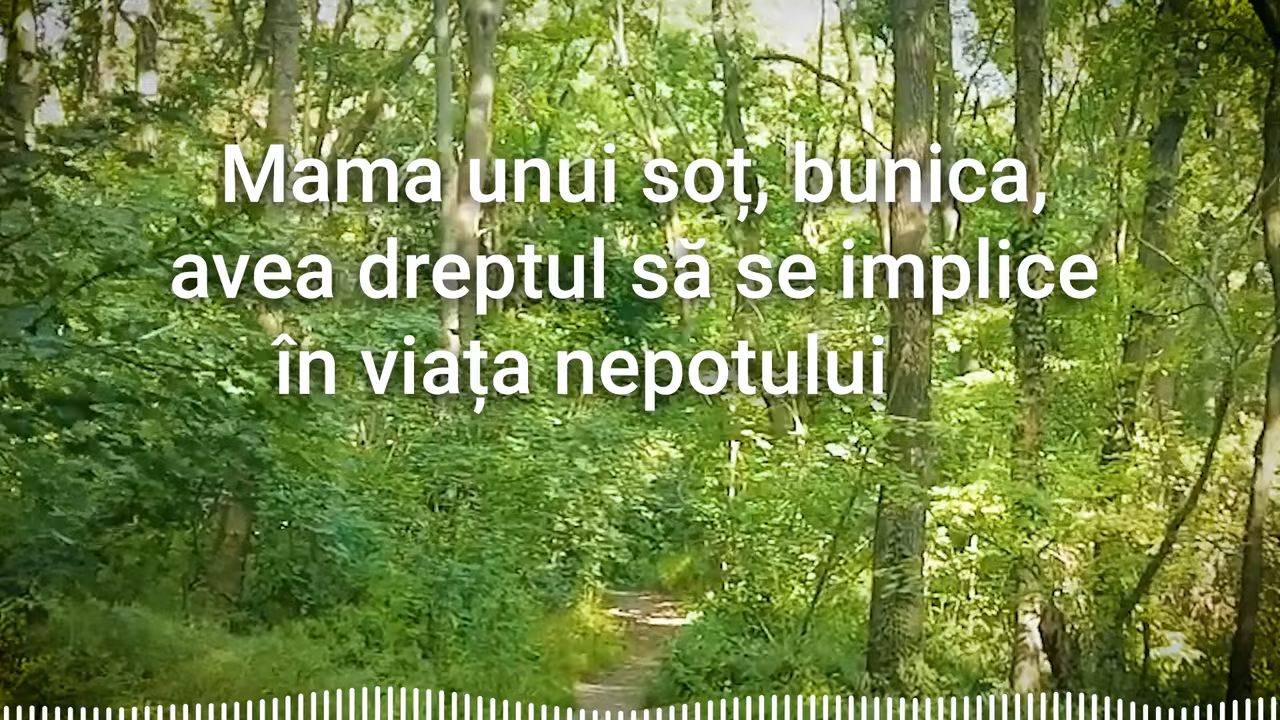 Mama unui soț, bunica,
avea dreptul să se implice
în viața nepotului